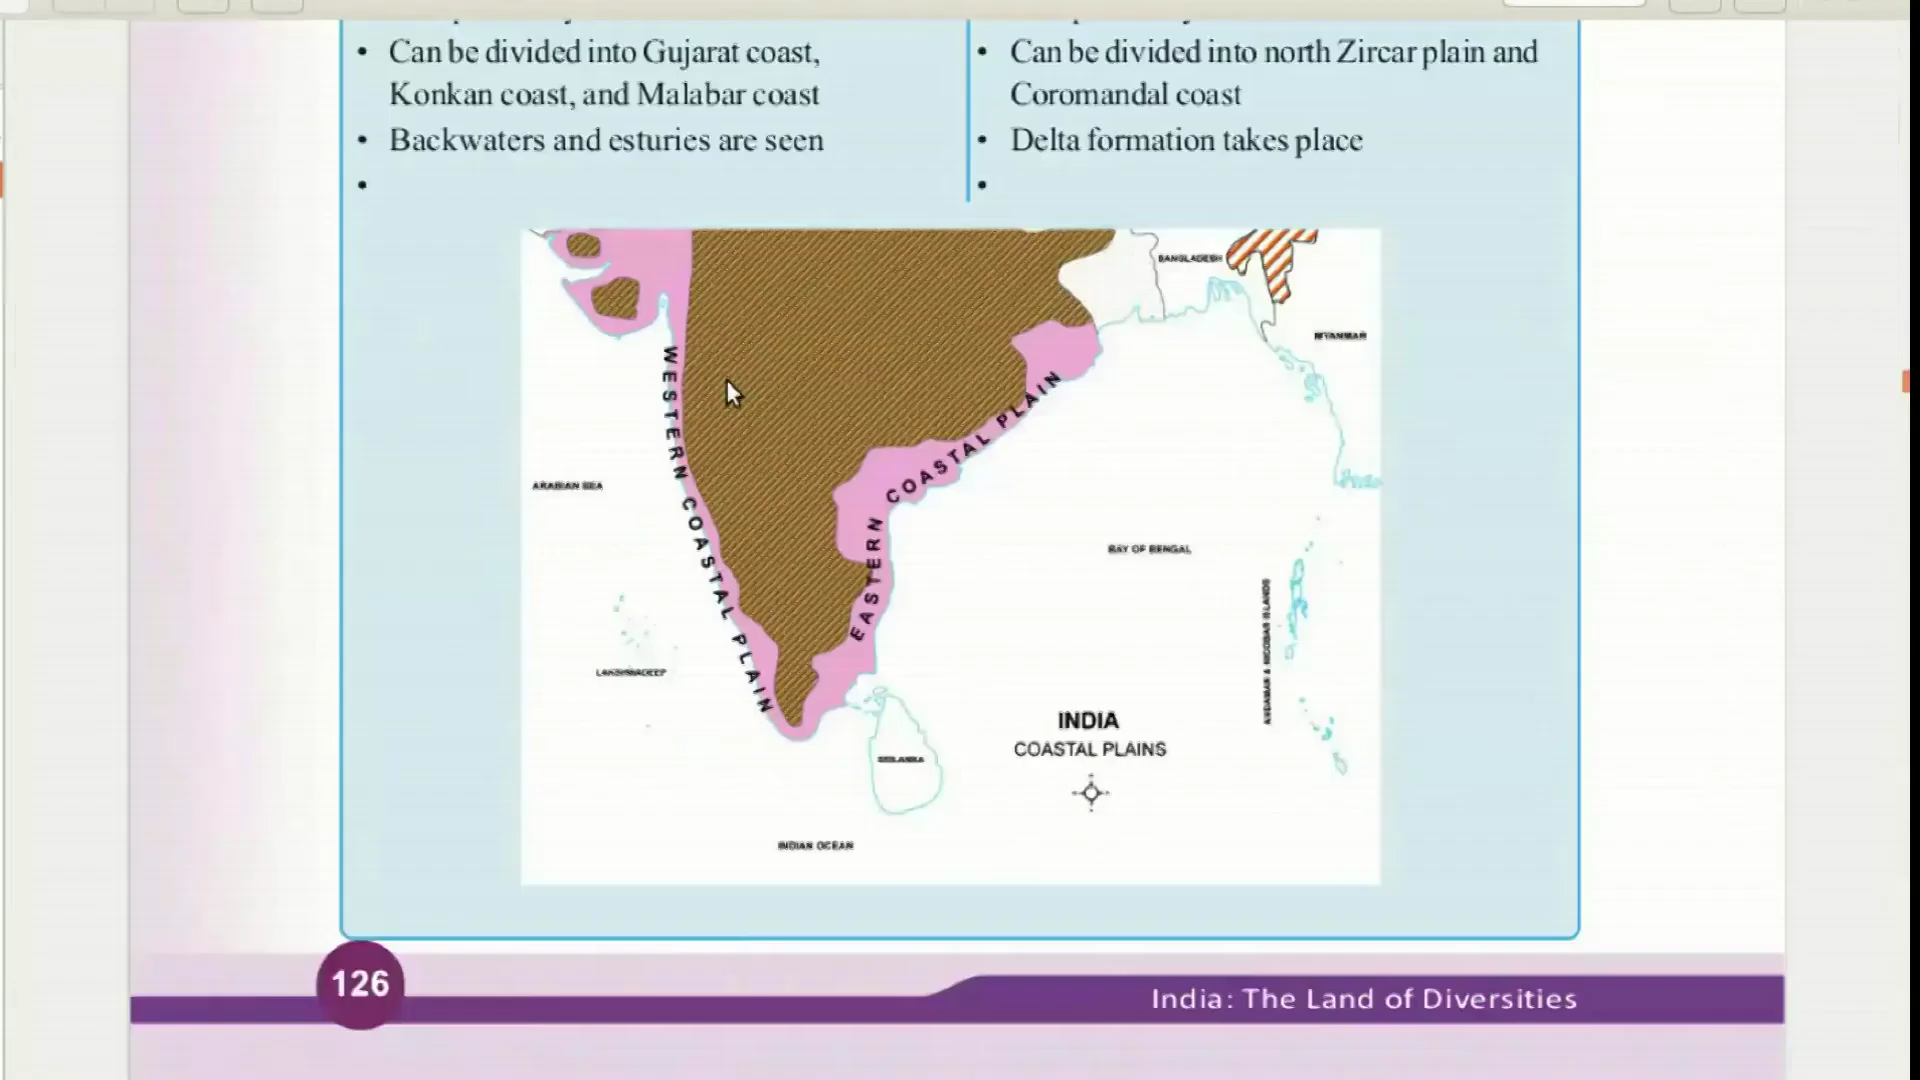 • Can be divided into Gujarat coast,
Konkan coast, and Malabar coast
• Backwaters and esturies are seen
•
• Can be divided into north Zircar plain and
Coromandal coast
• Delta formation takes place
•
BANGLADESH
MYANMAR
WESTERN COASTAL PLAIN
EASTERN COASTAL PLAIN
ARABIAN SEA
BAY OF BENGAL
ANDAMAN & NICOBAR ISLANDS
LAKSHWADEEP
INDIA
COASTAL PLAINS
SRILANKA
INDIAN OCEAN
126
India: The Land of Diversities